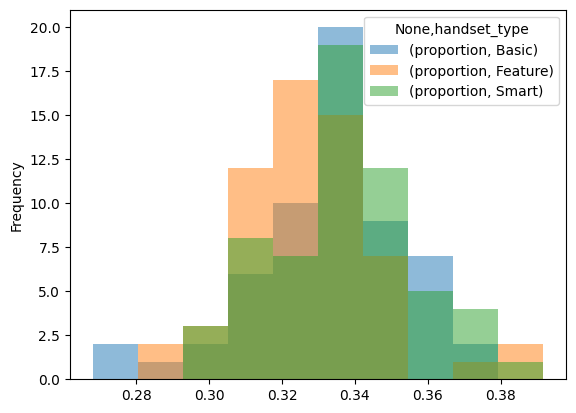 None,handset_type
(proportion, Basic)
(proportion, Feature)
(proportion, Smart)
Frequency
20.0
17.5
15.0
12.5
10.0
7.5
5.0
2.5
0.0
0.28 0.30 0.32 0.34 0.36 0.38